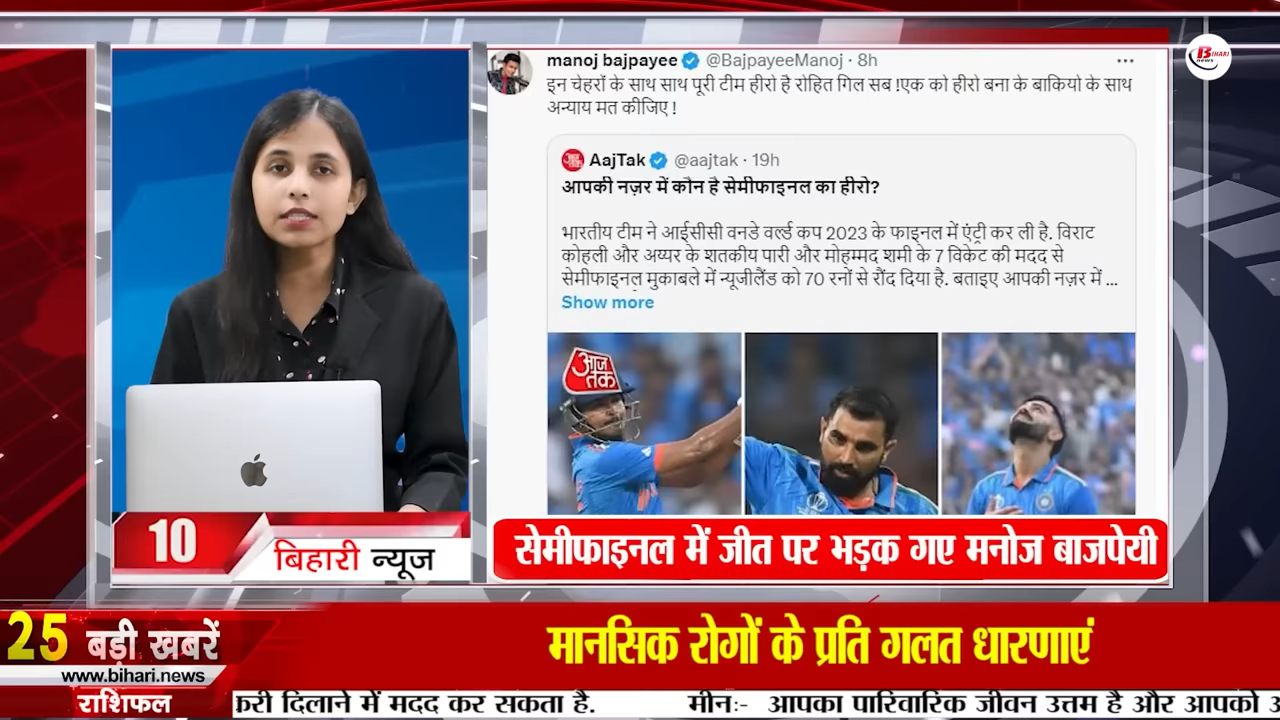 manoj bajpayee @BajpayeeManoj · 8h
इन चेहरों के साथ साथ पूरी टीम हीरो है रोहित गिल सब !एक को हीरो बना के बाकियो के साथ
अन्याय मत कीजिए !
BIHARI
news
AajTak @aajtak · 19h
आपकी नज़र में कौन है सेमीफाइनल का हीरो?
भारतीय टीम ने आईसीसी वनडे वर्ल्ड कप 2023 के फाइनल में एंट्री कर ली है. विराट
कोहली और अय्यर के शतकीय पारी और मोहम्मद शमी के 7 विकेट की मदद से
सेमीफाइनल मुकाबले में न्यूजीलैंड को 70 रनों से रौंद दिया है. बताइए आपकी नज़र में ...
Show more
आज
तक
10
बिहारी न्यूज
सेमीफाइनल में जीत पर भड़क गए मनोज बाजपेयी
25 बड़ी खबरें
www.bihari.news
मानसिक रोगों के प्रति गलत धारणाएं
राशिफल
करी दिलाने में मदद कर सकता है. मीनः- आपका पारिवारिक जीवन उत्तम है और आपको